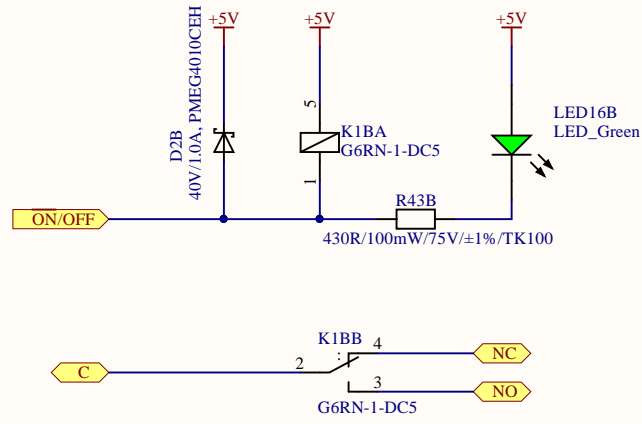 +5V
+5V
+5V
D2B
40V/1.0A, PMEG4010CEH
5
K1BA
G6RN-1-DC5
1
LED16B
LED_Green
ON/OFF
R43B
430R/100mW/75V/±1%/TK100
K1BB
2
4
NC
C
3
NO
G6RN-1-DC5